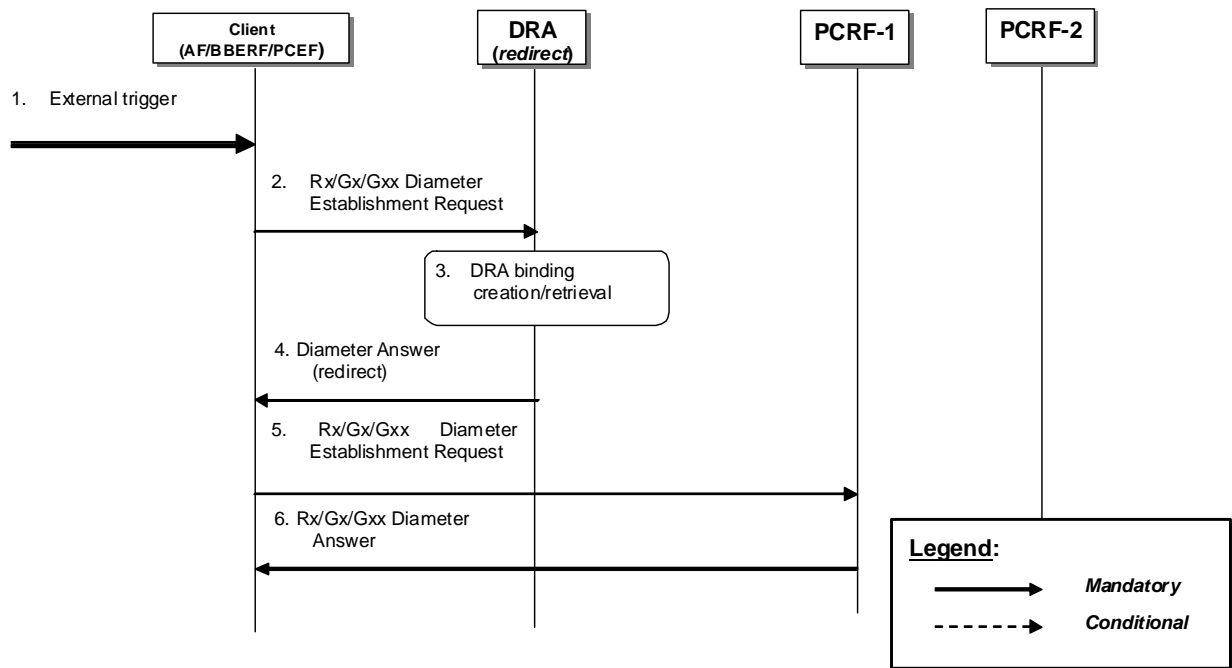 Client
(AF/BBERF/PCEF)
DRA
(redirect)
PCRF-1
PCRF-2
1. External trigger
2. Rx/Gx/Gxx Diameter
Establishment Request
3. DRA binding
creation/retrieval
4. Diameter Answer
(redirect)
5. Rx/Gx/Gxx Diameter
Establishment Request
6. Rx/Gx/Gxx Diameter
Answer
Legend:
Mandatory
Conditional